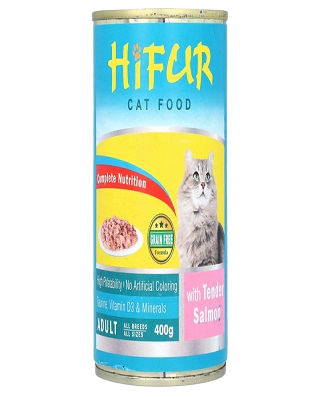 HiFUR
CAT FOOD
Complete Nutrition
GRAIN FREE
Formula
High Palatability | No Artificial Coloring
Taurine, Vitamin D3 & Minerals
ADULT
ALL BREEDS
ALL SIZES
400g
with Tender
Salmon